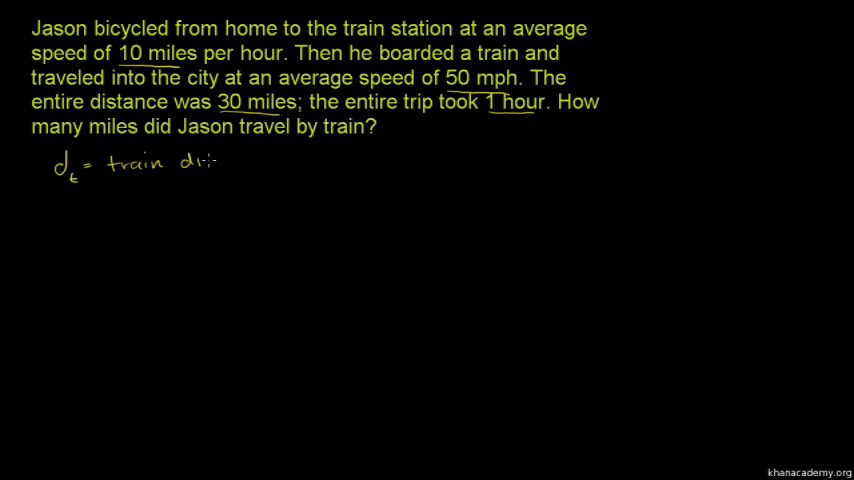 Jason bicycled from home to the train station at an average
speed of 10 miles per hour. Then he boarded a train and
traveled into the city at an average speed of 50 mph. The
entire distance was 30 miles; the entire trip took 1 hour. How
many miles did Jason travel by train?
d_t = train dis
khanacademy.org